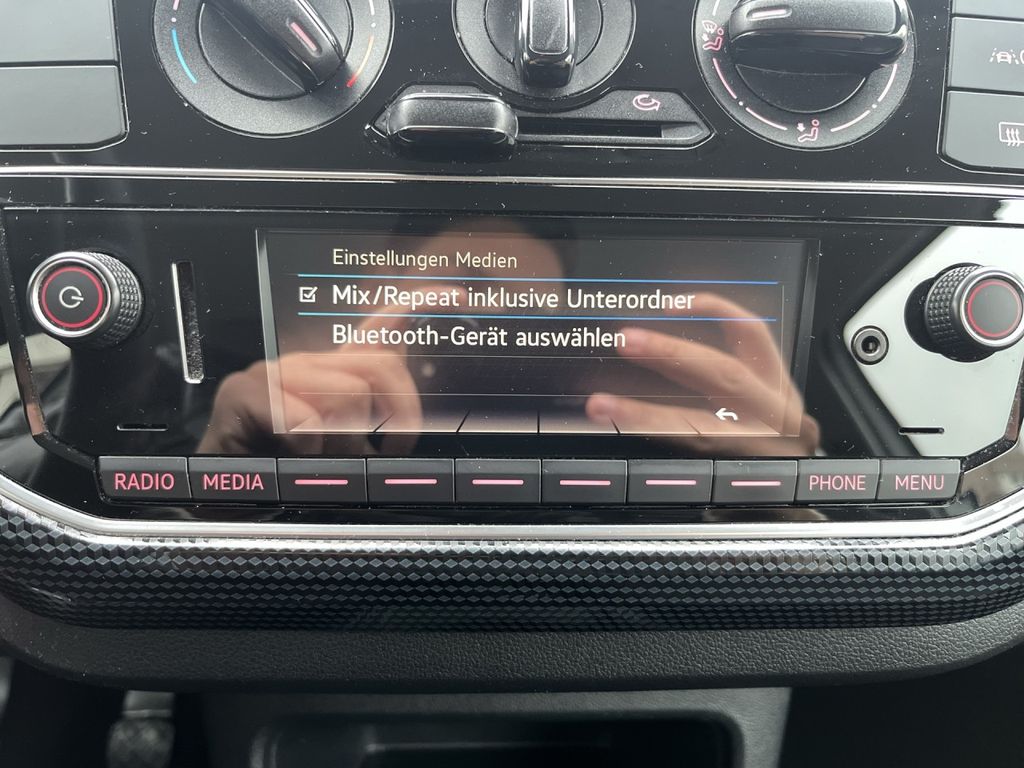 Einstellungen Medien
Mix/Repeat inklusive Unterordner
Bluetooth-Gerät auswählen
RADIO MEDIA PHONE MENU